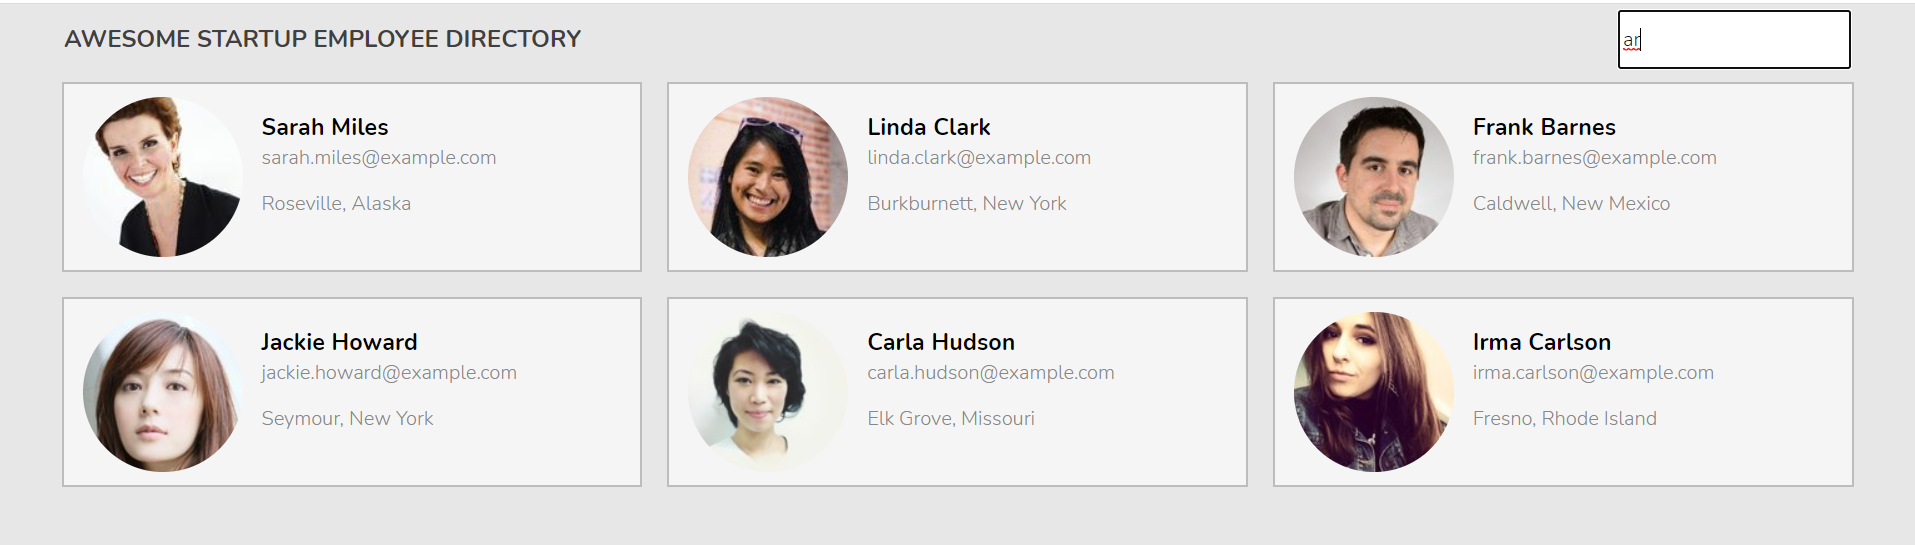 AWESOME STARTUP EMPLOYEE DIRECTORY
ar
Sarah Miles
sarah.miles@example.com
Roseville, Alaska
Linda Clark
linda.clark@example.com
Burkburnett, New York
Frank Barnes
frank.barnes@example.com
Caldwell, New Mexico
Jackie Howard
jackie.howard@example.com
Seymour, New York
Carla Hudson
carla.hudson@example.com
Elk Grove, Missouri
Irma Carlson
irma.carlson@example.com
Fresno, Rhode Island